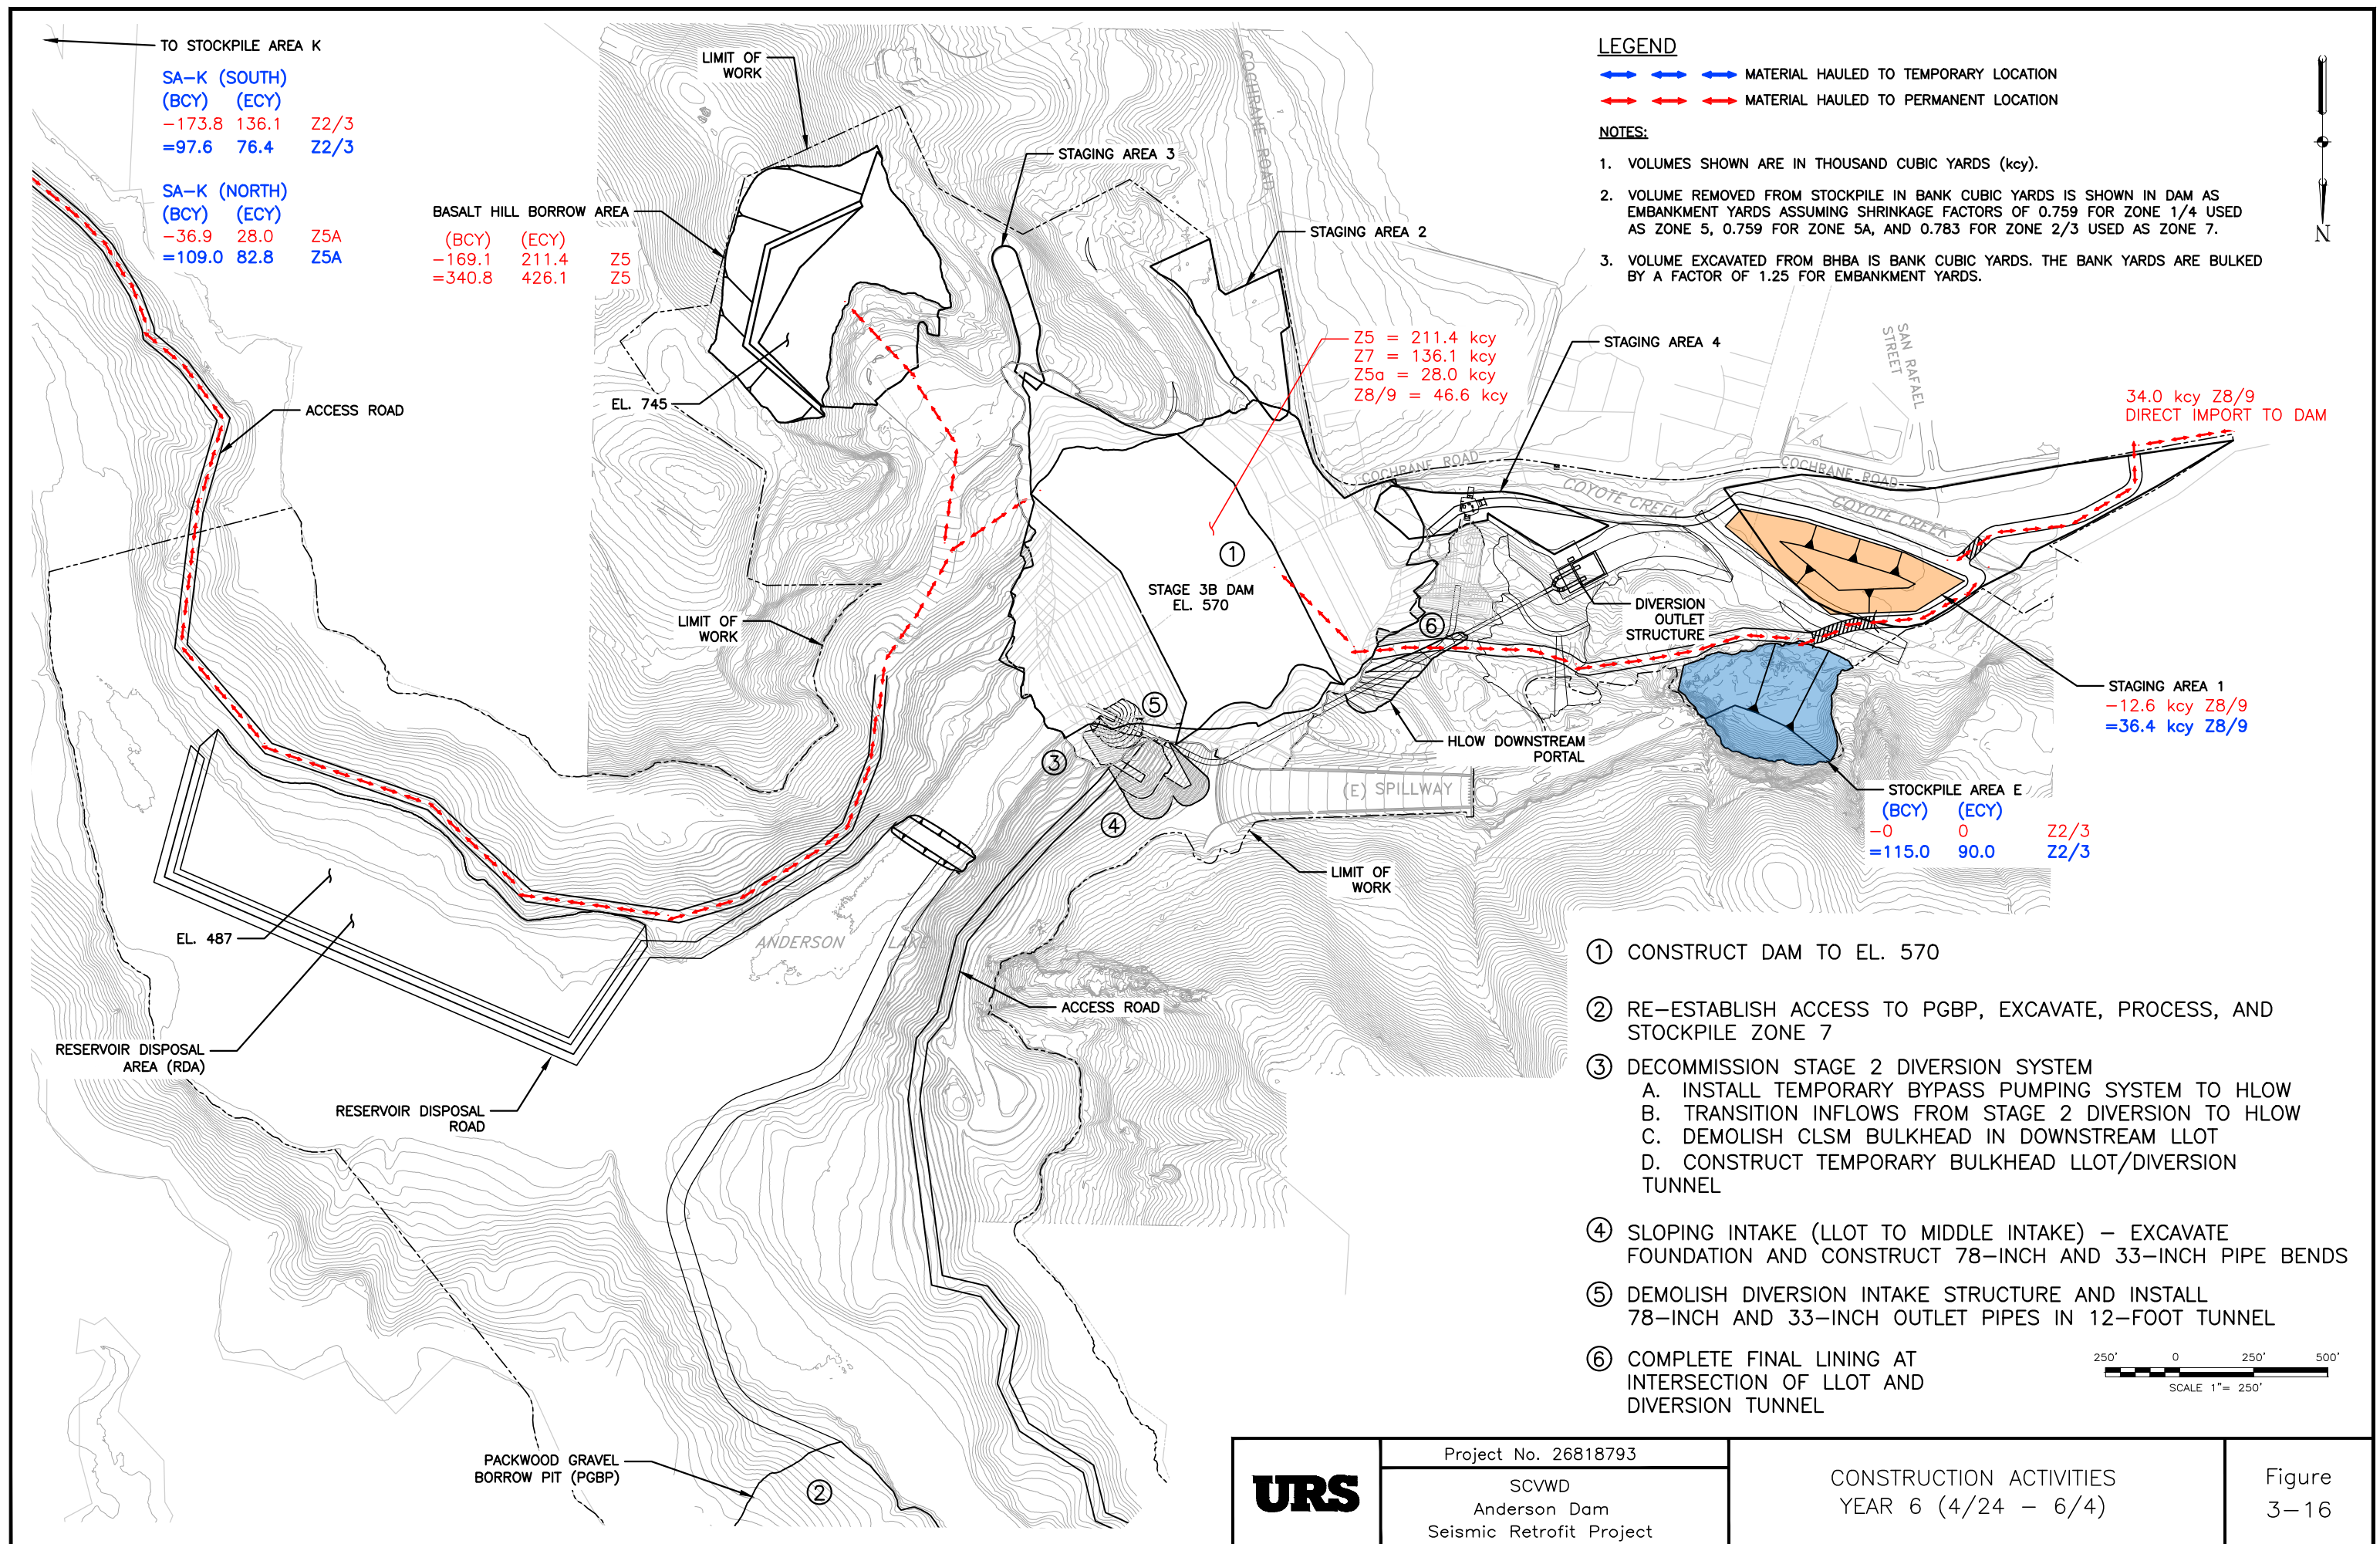 TO STOCKPILE AREA K
SA-K (SOUTH)
(BCY) (ECY)
-173.8 136.1 Z2/3
=97.6 76.4 Z2/3
SA-K (NORTH)
(BCY) (ECY)
-36.9 28.0 Z5A
=109.0 82.8 Z5A
BASALT HILL BORROW AREA
(BCY) (ECY)
-169.1 211.4 Z5
=340.8 426.1 Z5
LIMIT OF
WORK
STAGING AREA 3
COCHRANE ROAD
STAGING AREA 2
LEGEND
MATERIAL HAULED TO TEMPORARY LOCATION
MATERIAL HAULED TO PERMANENT LOCATION
NOTES:
1. VOLUMES SHOWN ARE IN THOUSAND CUBIC YARDS (kcy).
2. VOLUME REMOVED FROM STOCKPILE IN BANK CUBIC YARDS IS SHOWN IN DAM AS
EMBANKMENT YARDS ASSUMING SHRINKAGE FACTORS OF 0.759 FOR ZONE 1/4 USED
AS ZONE 5, 0.759 FOR ZONE 5A, AND 0.783 FOR ZONE 2/3 USED AS ZONE 7.
3. VOLUME EXCAVATED FROM BHBA IS BANK CUBIC YARDS. THE BANK YARDS ARE BULKED
BY A FACTOR OF 1.25 FOR EMBANKMENT YARDS.
N
Z5 = 211.4 kcy
Z7 = 136.1 kcy
Z5a = 28.0 kcy
Z8/9 = 46.6 kcy
STAGING AREA 4
SAN RAFAEL
STREET
34.0 kcy Z8/9
DIRECT IMPORT TO DAM
EL. 745
ACCESS ROAD
COCHRANE ROAD
COCHRANE ROAD
COYOTE CREEK
COYOTE CREEK
1
STAGE 3B DAM
EL. 570
LIMIT OF
WORK
6
DIVERSION
OUTLET
STRUCTURE
STAGING AREA 1
-12.6 kcy Z8/9
=36.4 kcy Z8/9
5
3
4
HLOW DOWNSTREAM
PORTAL
(E) SPILLWAY
STOCKPILE AREA E
(BCY) (ECY)
-0 0 Z2/3
=115.0 90.0 Z2/3
LIMIT OF
WORK
EL. 487
ANDERSON LAKE
ACCESS ROAD
RESERVOIR DISPOSAL
AREA (RDA)
RESERVOIR DISPOSAL
ROAD
PACKWOOD GRAVEL
BORROW PIT (PGBP)
2
1 CONSTRUCT DAM TO EL. 570
2 RE-ESTABLISH ACCESS TO PGBP, EXCAVATE, PROCESS, AND
STOCKPILE ZONE 7
3 DECOMMISSION STAGE 2 DIVERSION SYSTEM
A. INSTALL TEMPORARY BYPASS PUMPING SYSTEM TO HLOW
B. TRANSITION INFLOWS FROM STAGE 2 DIVERSION TO HLOW
C. DEMOLISH CLSM BULKHEAD IN DOWNSTREAM LLOT
D. CONSTRUCT TEMPORARY BULKHEAD LLOT/DIVERSION
TUNNEL
4 SLOPING INTAKE (LLOT TO MIDDLE INTAKE) - EXCAVATE
FOUNDATION AND CONSTRUCT 78-INCH AND 33-INCH PIPE BENDS
5 DEMOLISH DIVERSION INTAKE STRUCTURE AND INSTALL
78-INCH AND 33-INCH OUTLET PIPES IN 12-FOOT TUNNEL
6 COMPLETE FINAL LINING AT
INTERSECTION OF LLOT AND
DIVERSION TUNNEL
250' 0 250' 500'
SCALE 1"= 250'
URS
Project No. 26818793
SCVWD
Anderson Dam
Seismic Retrofit Project
CONSTRUCTION ACTIVITIES
YEAR 6 (4/24 - 6/4)
Figure
3-16